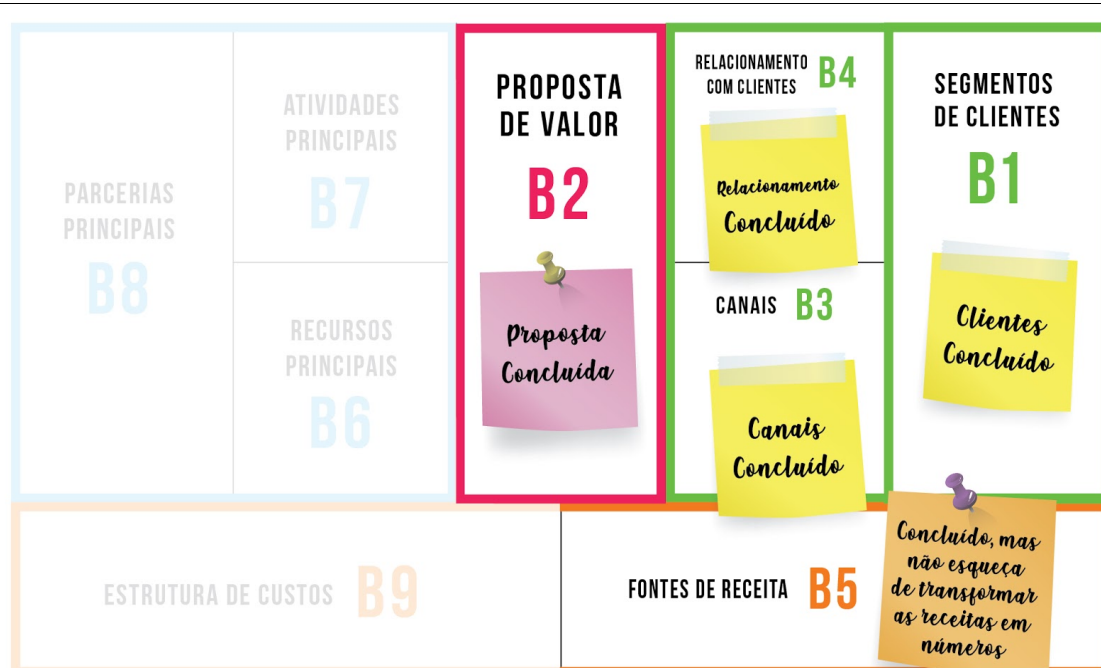 PARCERIAS
PRINCIPAIS
B8
ATIVIDADES
PRINCIPAIS
B7
RECURSOS
PRINCIPAIS
B6
PROPOSTA
DE VALOR
B2
Proposta
Concluída
RELACIONAMENTO
COM CLIENTES B4
Relacionamento
Concluído
CANAIS B3
Canais
Concluído
SEGMENTOS
DE CLIENTES
B1
Clientes
Concluído
ESTRUTURA DE CUSTOS B9
FONTES DE RECEITA B5
Concluído, mas
não esqueça
de transformar
as receitas em
números